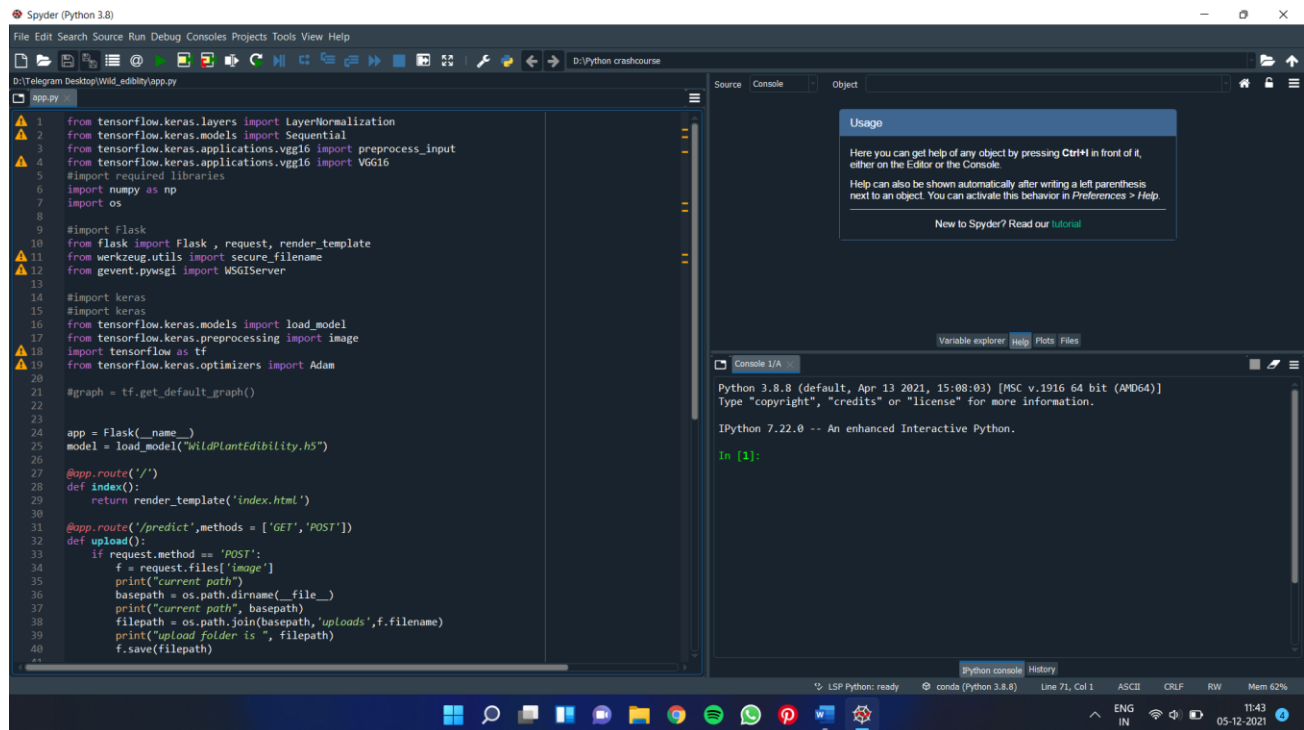 Spyder (Python 3.8)
File Edit Search Source Run Debug Consoles Projects Tools View Help
D:\Python crashcourse
D:\Telegram Desktop\Wild_ediblity\app.py
app.py
1 from tensorflow.keras.layers import LayerNormalization
2 from tensorflow.keras.models import Sequential
3 from tensorflow.keras.applications.vgg16 import preprocess_input
4 from tensorflow.keras.applications.vgg16 import VGG16
5 #import required libraries
6 import numpy as np
7 import os
8
9 #import Flask
10 from flask import Flask , request, render_template
11 from werkzeug.utils import secure_filename
12 from gevent.pywsgi import WSGIServer
13
14 #import keras
15 #import keras
16 from tensorflow.keras.models import load_model
17 from tensorflow.keras.preprocessing import image
18 import tensorflow as tf
19 from tensorflow.keras.optimizers import Adam
20
21 #graph = tf.get_default_graph()
22
23
24 app = Flask(__name__)
25 model = load_model("WildPlantEdibility.h5")
26
27 @app.route('/')
28 def index():
29 return render_template('index.html')
30
31 @app.route('/predict',methods = ['GET','POST'])
32 def upload():
33 if request.method == 'POST':
34 f = request.files['image']
35 print("current path")
36 basepath = os.path.dirname(__file__)
37 print("current path", basepath)
38 filepath = os.path.join(basepath,'uploads',f.filename)
39 print("upload folder is ", filepath)
40 f.save(filepath)
41
Source Console Object
Usage
Here you can get help of any object by pressing Ctrl+I in front of it,
either on the Editor or the Console.
Help can also be shown automatically after writing a left parenthesis
next to an object. You can activate this behavior in Preferences > Help.
New to Spyder? Read our tutorial
Variable explorer Help Plots Files
Console 1/A
Python 3.8.8 (default, Apr 13 2021, 15:08:03) [MSC v.1916 64 bit (AMD64)]
Type "copyright", "credits" or "license" for more information.
IPython 7.22.0 -- An enhanced Interactive Python.
In [1]:
IPython console History
LSP Python: ready conda (Python 3.8.8) Line 71, Col 1 ASCII CRLF RW Mem 62%
ENG
IN
11:43
05-12-2021
4